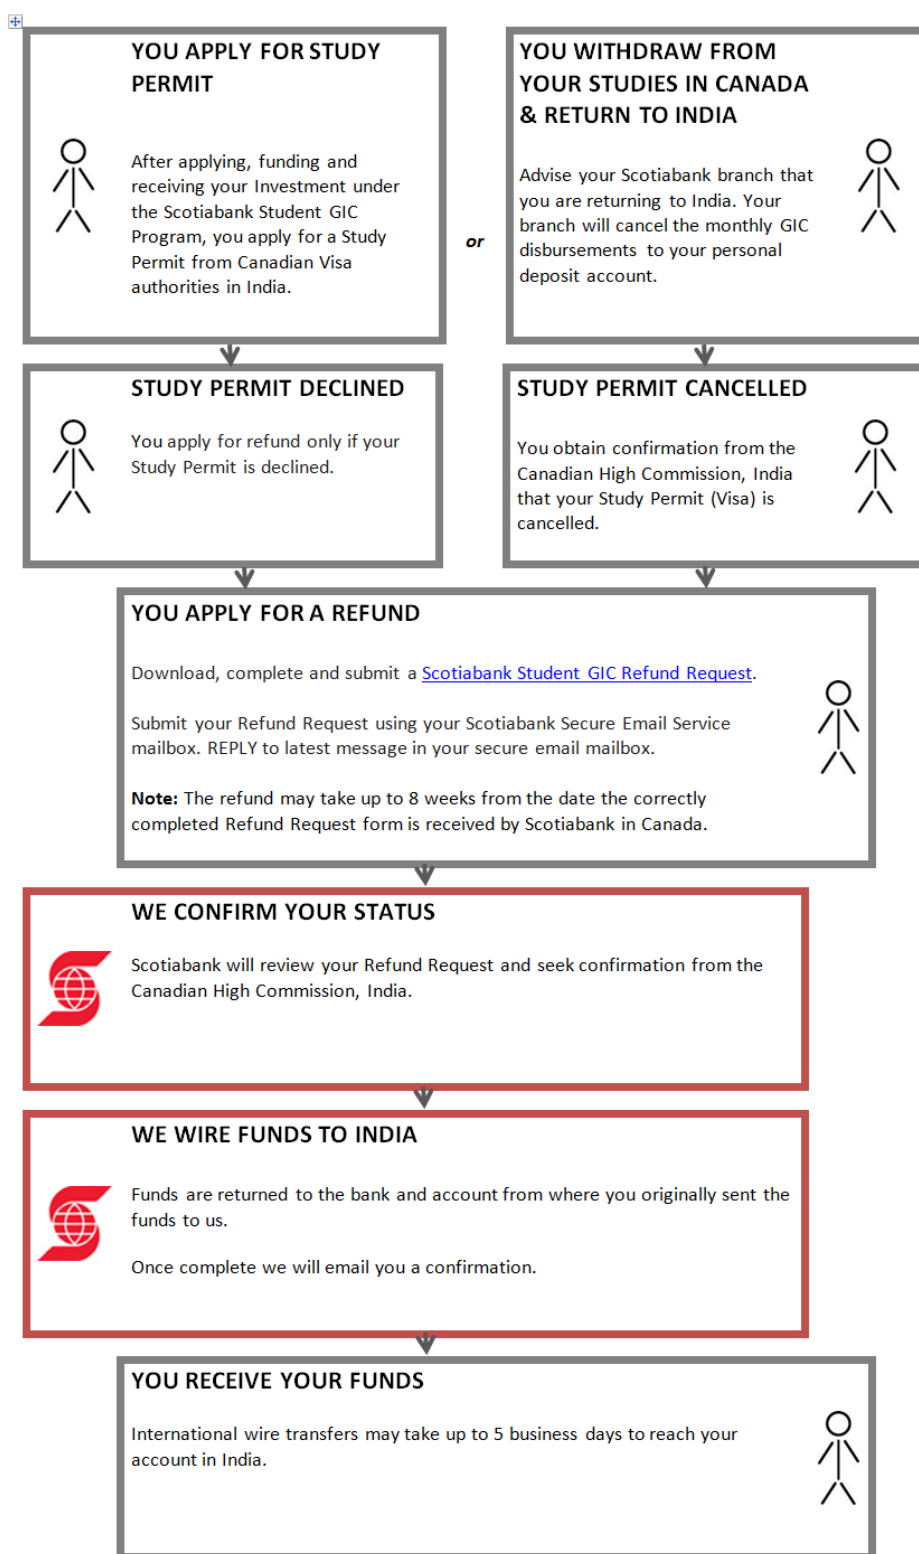 YOU APPLY FOR STUDY
PERMIT
After applying, funding and
receiving your Investment under
the Scotiabank Student GIC
Program, you apply for a Study
Permit from Canadian Visa
authorities in India.
or
YOU WITHDRAW FROM
YOUR STUDIES IN CANADA
& RETURN TO INDIA
Advise your Scotiabank branch that
you are returning to India. Your
branch will cancel the monthly GIC
disbursements to your personal
deposit account.
STUDY PERMIT DECLINED
You apply for refund only if your
Study Permit is declined.
STUDY PERMIT CANCELLED
You obtain confirmation from the
Canadian High Commission, India
that your Study Permit (Visa) is
cancelled.
YOU APPLY FOR A REFUND
Download, complete and submit a Scotiabank Student GIC Refund Request.
Submit your Refund Request using your Scotiabank Secure Email Service
mailbox. REPLY to latest message in your secure email mailbox.
Note: The refund may take up to 8 weeks from the date the correctly
completed Refund Request form is received by Scotiabank in Canada.
WE CONFIRM YOUR STATUS
Scotiabank will review your Refund Request and seek confirmation from the
Canadian High Commission, India.
WE WIRE FUNDS TO INDIA
Funds are returned to the bank and account from where you originally sent the
funds to us.
Once complete we will email you a confirmation.
YOU RECEIVE YOUR FUNDS
International wire transfers may take up to 5 business days to reach your
account in India.